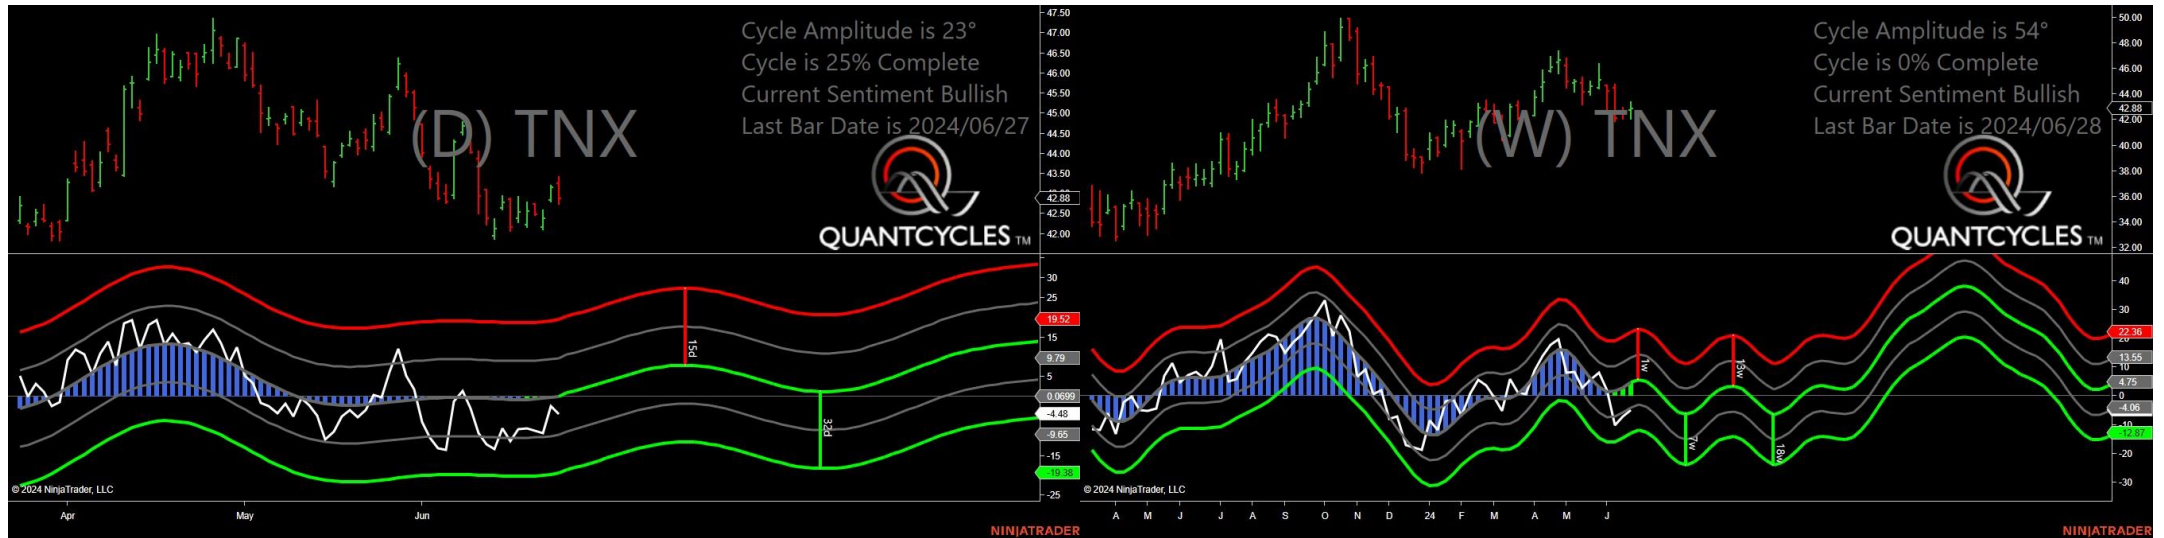 Cycle Amplitude is 23°
Cycle is 25% Complete
Current Sentiment Bullish
Last Bar Date is 2024/06/27
(D) TNX
QUANTCYCLES TM
47.50
47.00
46.50
46.00
45.50
45.00
44.50
44.00
43.50
42.88
42.50
42.00
30
25
19.52
15
9.79
5
0.0699
-4.48
-9.65
-15
-19.38
-25
15d
32d
© 2024 NinjaTrader, LLC
Apr
May
Jun
NINJATRADER
Cycle Amplitude is 54°
Cycle is 0% Complete
Current Sentiment Bullish
Last Bar Date is 2024/06/28
(W) TNX
QUANTCYCLES TM
50.00
48.00
46.00
44.00
42.88
42.00
40.00
38.00
36.00
34.00
32.00
40
30
22.36
20
13.55
10
4.75
0
-4.06
-10
-12.87
-20
-30
1w
13w
7w
18w
© 2024 NinjaTrader, LLC
A M J J A S O N D 24 F M A M J
NINJATRADER